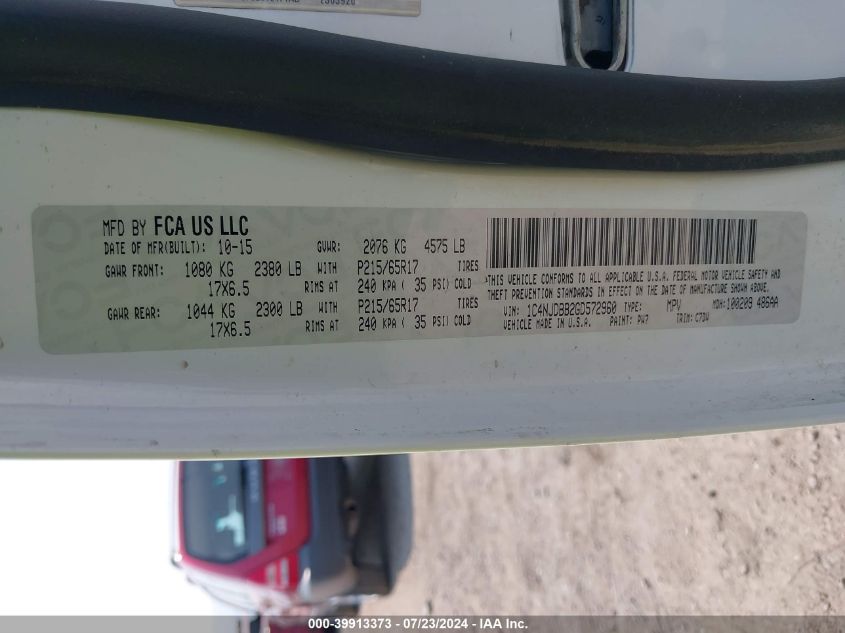 MFD BY FCA US LLC
DATE OF MFR(BUILT): 10-15 GVWR: 2076 KG 4575 LB
GAWR FRONT: 1080 KG 2380 LB WITH P215/65R17 TIRES
17X6.5 RIMS AT 240 KPA ( 35 PSI) COLD
GAWR REAR: 1044 KG 2300 LB WITH P215/65R17 TIRES
17X6.5 RIMS AT 240 KPA ( 35 PSI) COLD
THIS VEHICLE CONFORMS TO ALL APPLICABLE U.S.A. FEDERAL MOTOR VEHICLE SAFETY AND
THEFT PREVENTION STANDARDS IN EFFECT ON THE DATE OF MANUFACTURE SHOWN ABOVE.
VIN: 1C4NJDBB2GD572960 TYPE: MPV MDH: 100209 486AA
VEHICLE MADE IN U.S.A. PAINT: PW7 TRIM: C7DV
000-39913373 - 07/23/2024 - IAA Inc.